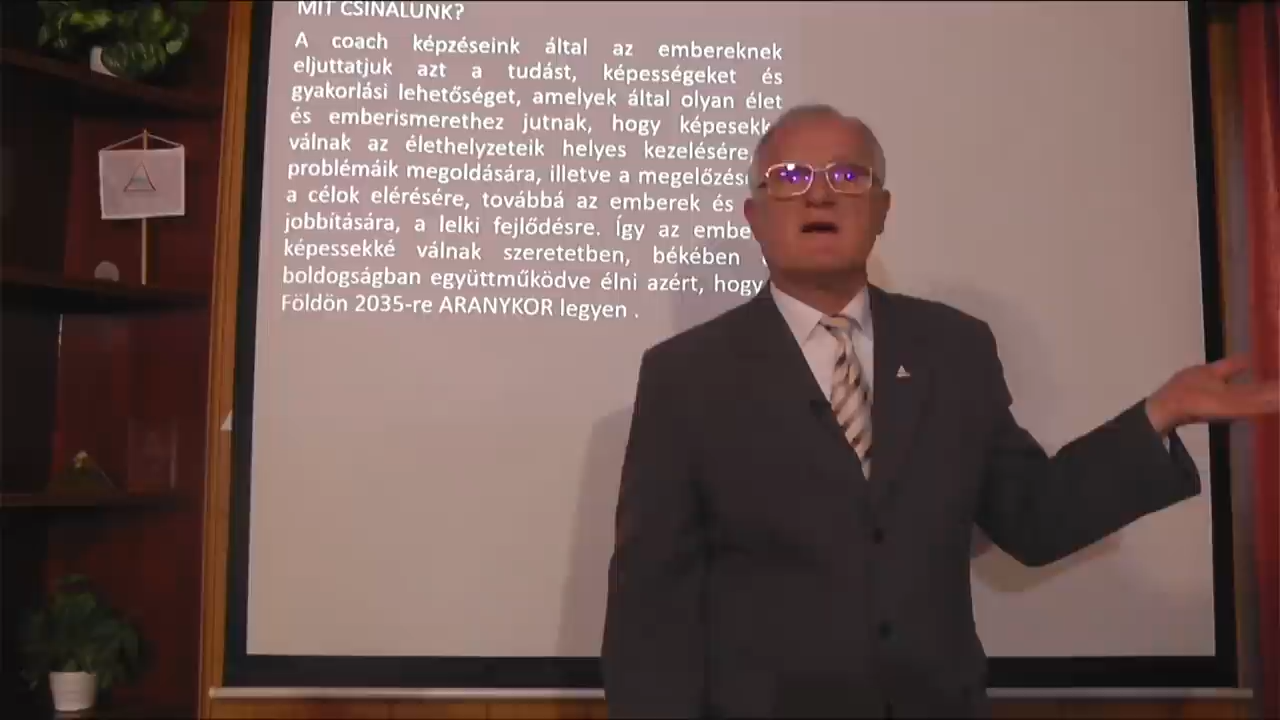 MIT CSINÁLUNK?
A coach képzéseink által az embereknek
eljuttatjuk azt a tudást, képességeket és
gyakorlási lehetőséget, amelyek által olyan élet
és emberismerethez jutnak, hogy képesekk
válnak az élethelyzeteik helyes kezelésére,
problémáik megoldására, illetve a megelőzés
a célok elérésére, továbbá az emberek és
jobbítására, a lelki fejlődésre. Így az embe
képessekké válnak szeretetben, békében
boldogságban együttműködve élni azért, hogy
Földön 2035-re ARANYKOR legyen .